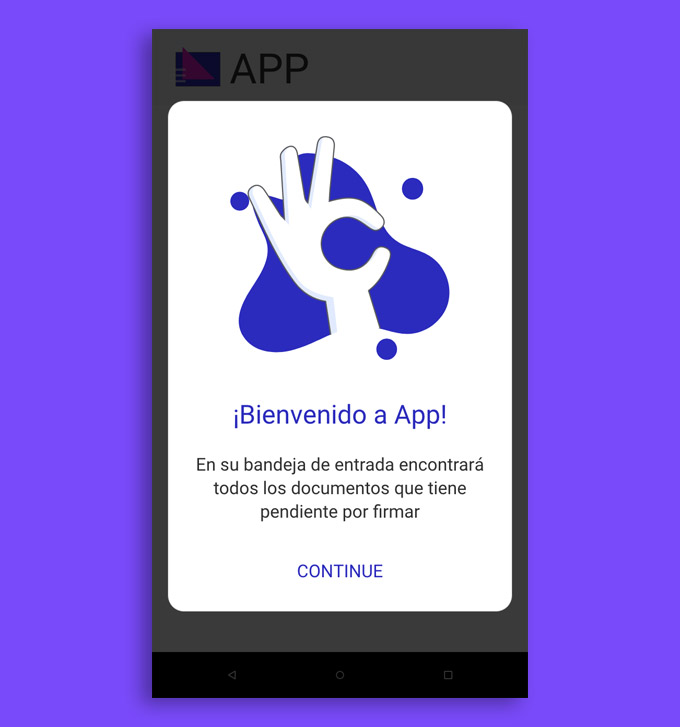 APP
¡Bienvenido a App!
En su bandeja de entrada encontrará
todos los documentos que tiene
pendiente por firmar
CONTINUE